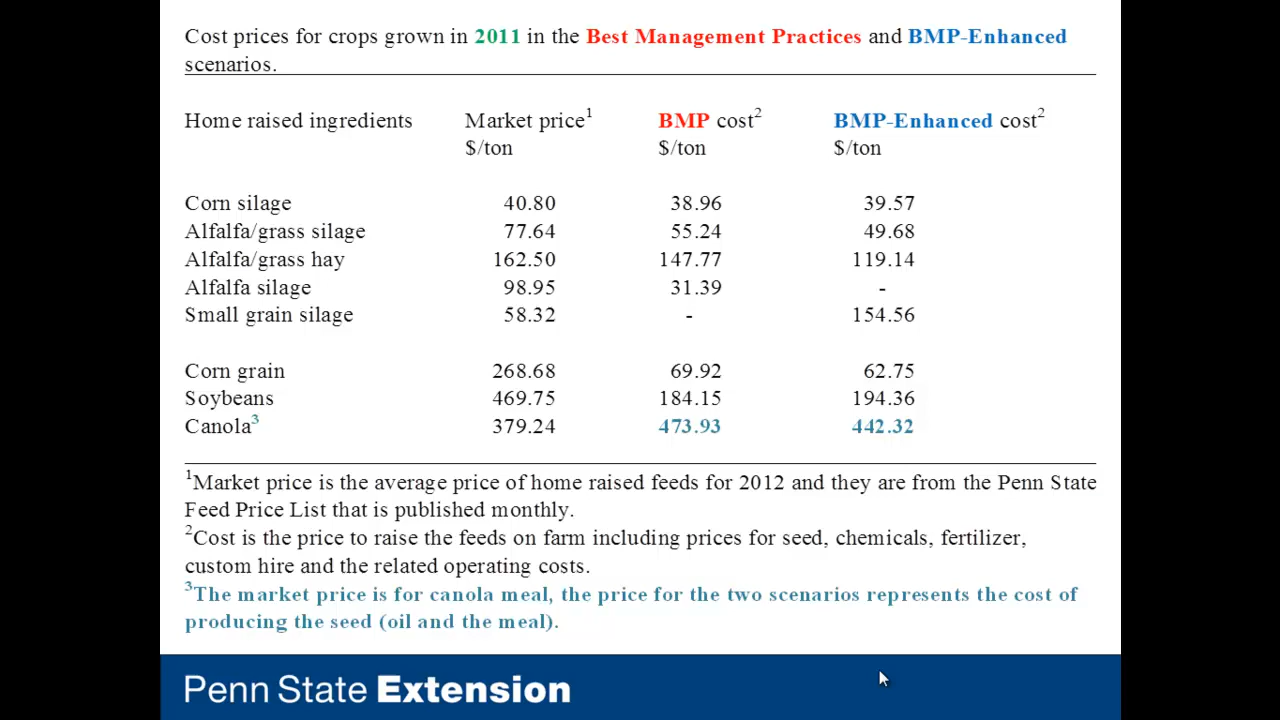 Cost prices for crops grown in 2011 in the Best Management Practices and BMP-Enhanced
scenarios.
Home raised ingredients Market price1 BMP cost2 BMP-Enhanced cost2
$/ton $/ton $/ton
Corn silage 40.80 38.96 39.57
Alfalfa/grass silage 77.64 55.24 49.68
Alfalfa/grass hay 162.50 147.77 119.14
Alfalfa silage 98.95 31.39 -
Small grain silage 58.32 - 154.56
Corn grain 268.68 69.92 62.75
Soybeans 469.75 184.15 194.36
Canola3 379.24 473.93 442.32
1Market price is the average price of home raised feeds for 2012 and they are from the Penn State
Feed Price List that is published monthly.
2Cost is the price to raise the feeds on farm including prices for seed, chemicals, fertilizer,
custom hire and the related operating costs.
3The market price is for canola meal, the price for the two scenarios represents the cost of
producing the seed (oil and the meal).
Penn State Extension